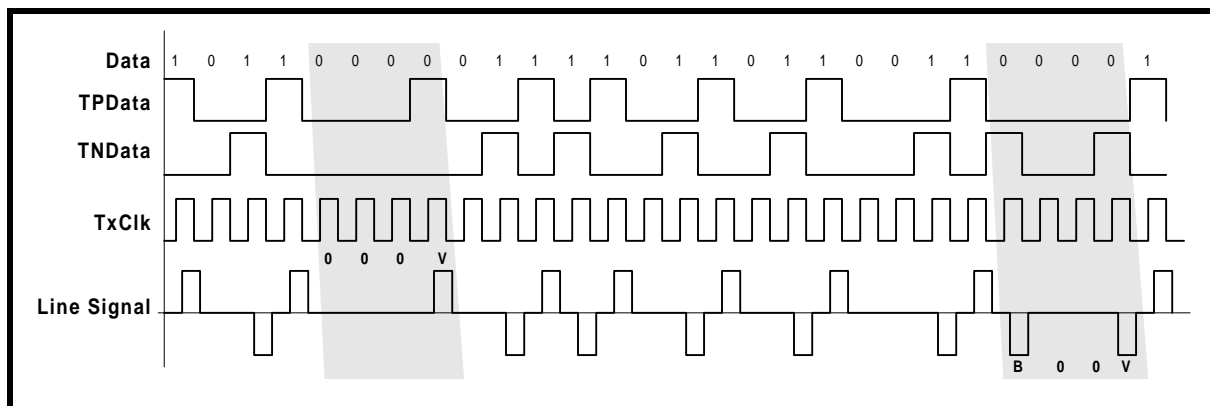 Data 1 0 1 1 0 0 0 0 0 1 1 1 1 0 1 1 0 1 1 0 0 1 1 0 0 0 0 1
TPData
TNData
TxClk
0 0 0 V
Line Signal
B 0 0 V